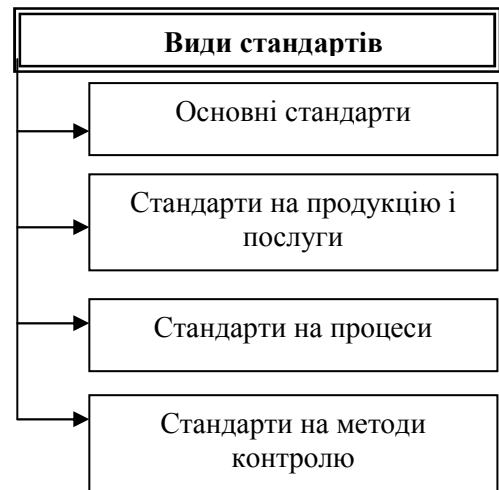 Види стандартів
Основні стандарти
Стандарти на продукцію і
послуги
Стандарти на процеси
Стандарти на методи
контролю